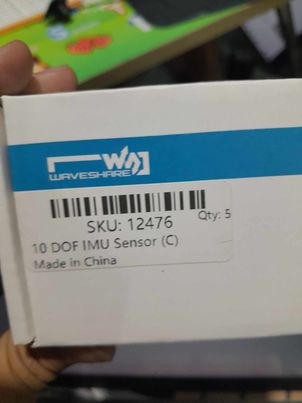 WAVESHARE
SKU: 12476
Qty: 5
10 DOF IMU Sensor (C)
Made in China